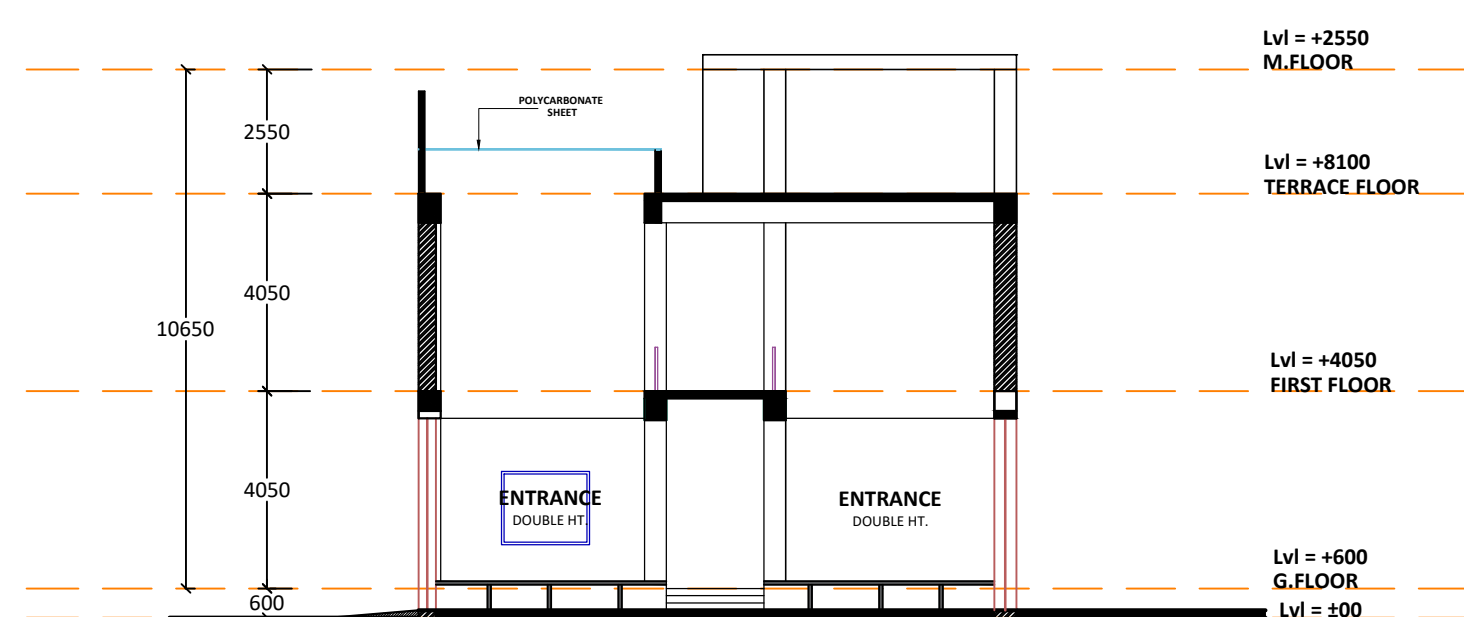 Lvl = +2550
M.FLOOR
POLYCARBONATE
SHEET
2550
Lvl = +8100
TERRACE FLOOR
4050
10650
Lvl = +4050
FIRST FLOOR
4050
ENTRANCE
DOUBLE HT.
ENTRANCE
DOUBLE HT.
Lvl = +600
G.FLOOR
600
Lvl = ±00